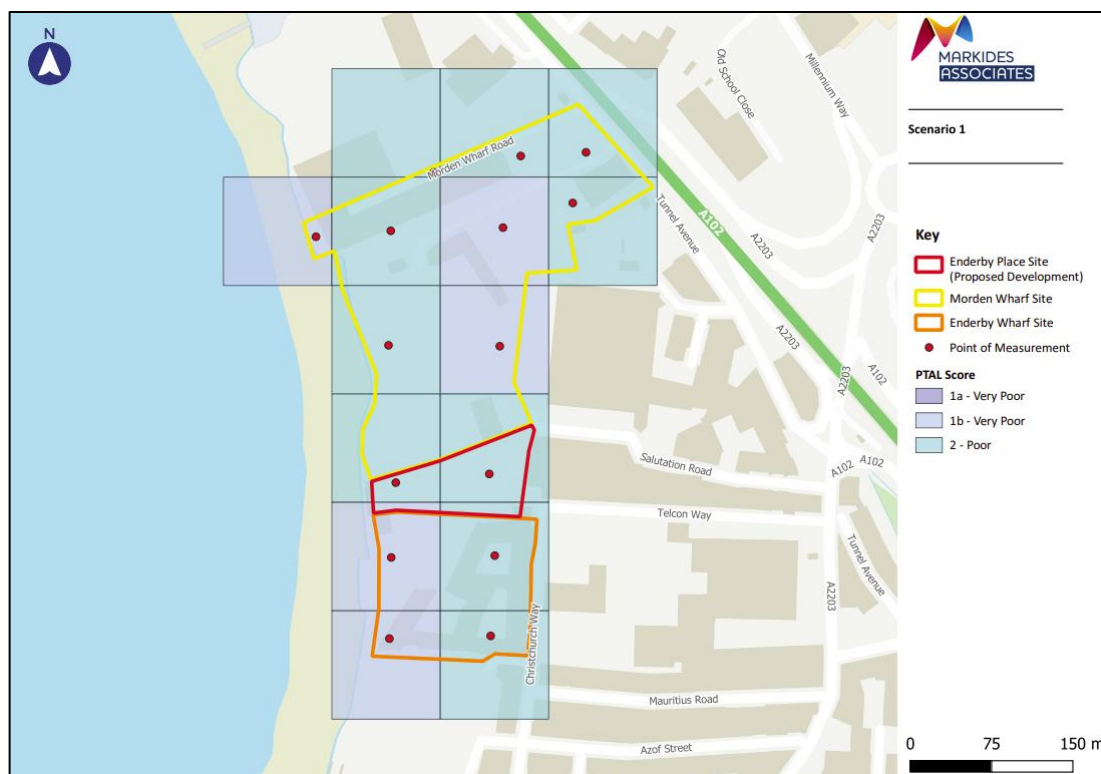 N
MARKIDES
ASSOCIATES
Scenario 1
Key
Enderby Place Site
(Proposed Development)
Morden Wharf Site
Enderby Wharf Site
Point of Measurement
PTAL Score
1a - Very Poor
1b - Very Poor
2 - Poor
0 75 150 m
Old School Close
Millennium Way
Morden Wharf Road
A102
Tunnel Avenue
A2203
A2203
A2203
A2203
A102
A102
A2203
Salutation Road
Telcon Way
Tunnel Avenue
A2203
Christchurch Way
Mauritius Road
Azof Street